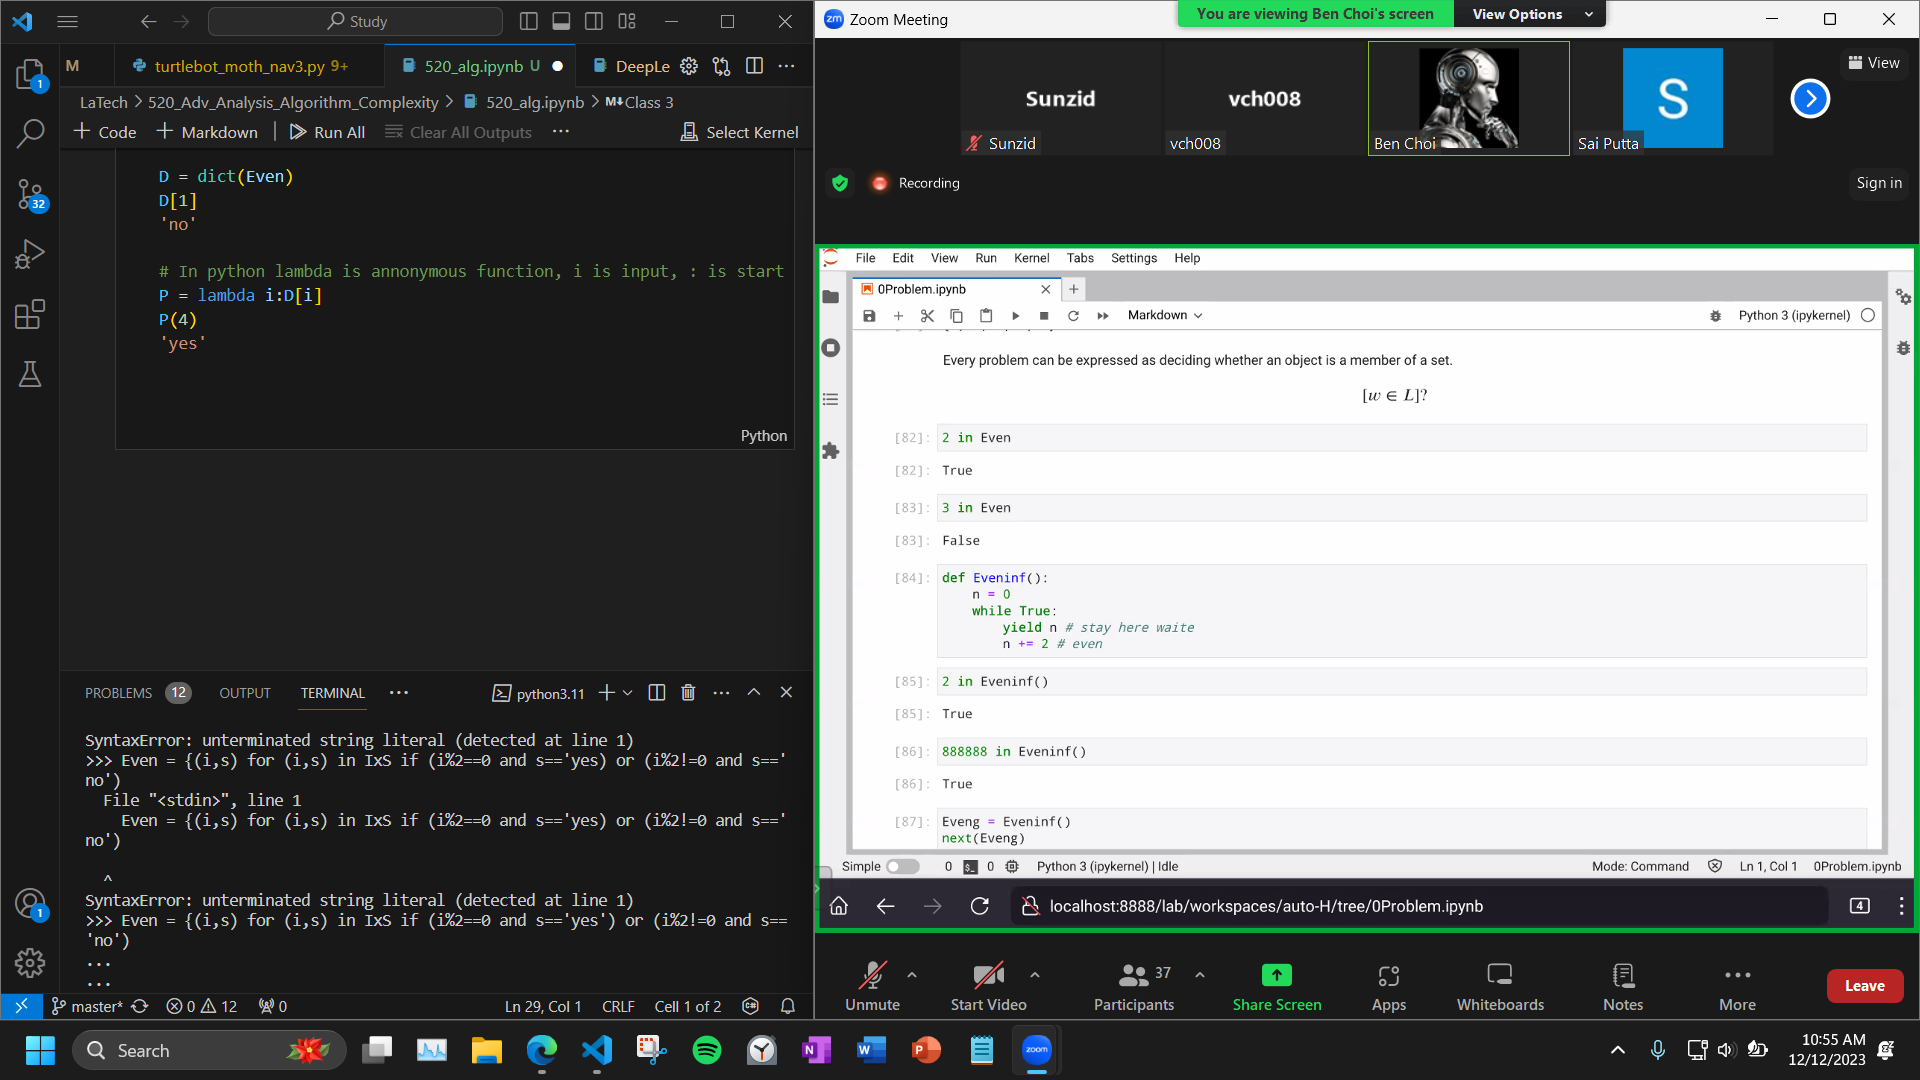 Study
M
turtlebot_moth_nav3.py 9+
520_alg.ipynb U
DeepLe
LaTech > 520_Adv_Analysis_Algorithm_Complexity > 520_alg.ipynb > M↓Class 3
+ Code + Markdown | Run All Clear All Outputs ... Select Kernel
D = dict(Even)
D[1]
'no'
# In python lambda is annonymous function, i is input, : is start
P = lambda i:D[i]
P(4)
'yes'
Python
1
32
PROBLEMS 12 OUTPUT TERMINAL ... python3.11
SyntaxError: unterminated string literal (detected at line 1)
>>> Even = {(i,s) for (i,s) in IxS if (i%2==0 and s=='yes) or (i%2!=0 and s=='
no')
File "<stdin>", line 1
Even = {(i,s) for (i,s) in IxS if (i%2==0 and s=='yes) or (i%2!=0 and s=='
no')
^
SyntaxError: unterminated string literal (detected at line 1)
>>> Even = {(i,s) for (i,s) in IxS if (i%2==0 and s=='yes') or (i%2!=0 and s==
'no')
...
...
1
master* 0 12 0 Ln 29, Col 1 CRLF Cell 1 of 2
zm Zoom Meeting
You are viewing Ben Choi's screen View Options
Sunzid
Sunzid
vch008
vch008
Ben Choi
S
Sai Putta
View
Recording
Sign in
File Edit View Run Kernel Tabs Settings Help
0Problem.ipynb
Markdown
Python 3 (ipykernel)
Every problem can be expressed as deciding whether an object is a member of a set.
[w ∈ L]?
[82]: 2 in Even
[82]: True
[83]: 3 in Even
[83]: False
[84]: def Eveninf():
n = 0
while True:
yield n # stay here waite
n += 2 # even
[85]: 2 in Eveninf()
[85]: True
[86]: 888888 in Eveninf()
[86]: True
[87]: Eveng = Eveninf()
next(Eveng)
Simple 0 0 Python 3 (ipykernel) | Idle Mode: Command Ln 1, Col 1 0Problem.ipynb
localhost:8888/lab/workspaces/auto-H/tree/0Problem.ipynb
4
Unmute
Start Video
37
Participants
Share Screen
Apps
Whiteboards
Notes
More
Leave
Search
N
W
P
zoom
10:55 AM
12/12/2023